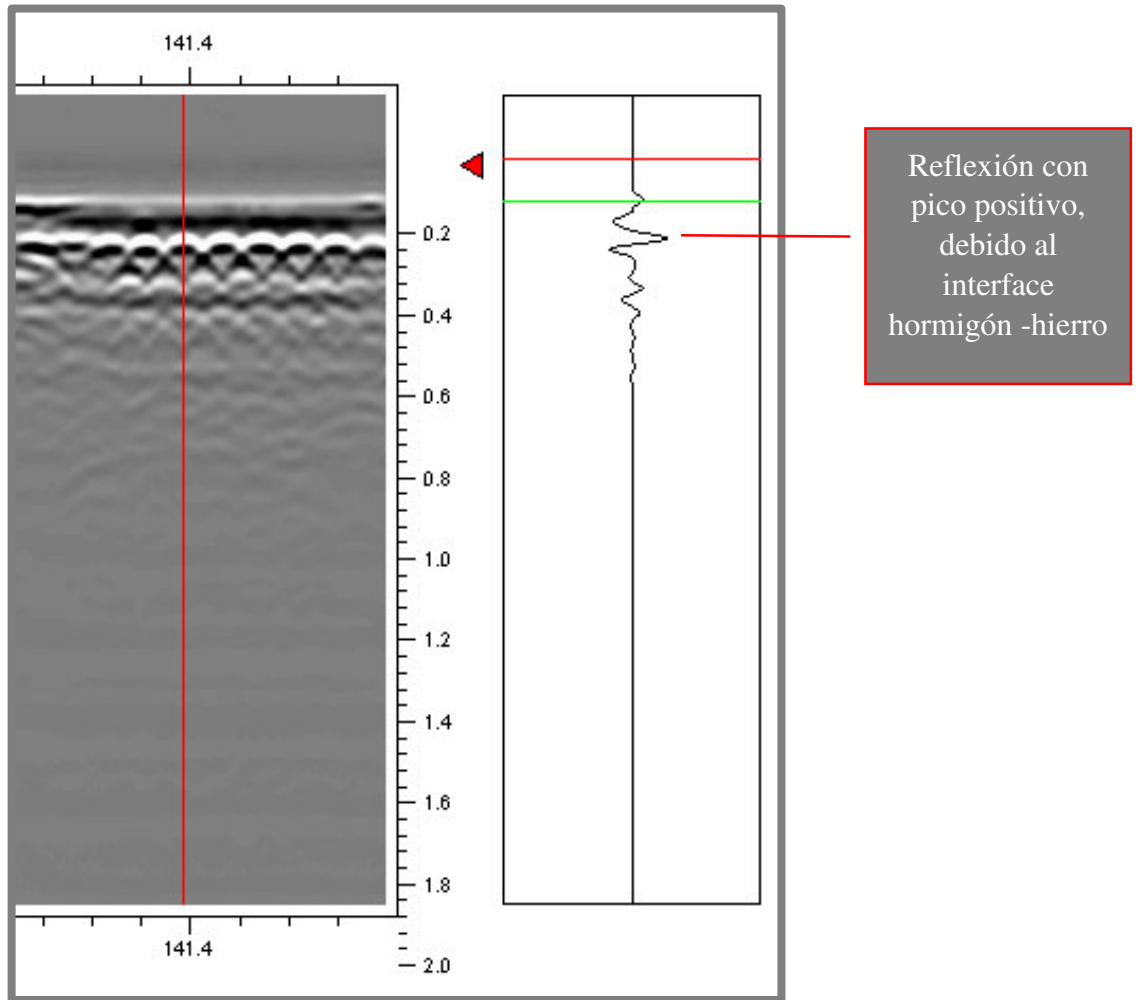 141.4
0.2
0.4
0.6
0.8
1.0
1.2
1.4
1.6
1.8
2.0
141.4
Reflexión con
pico positivo,
debido al
interface
hormigón -hierro